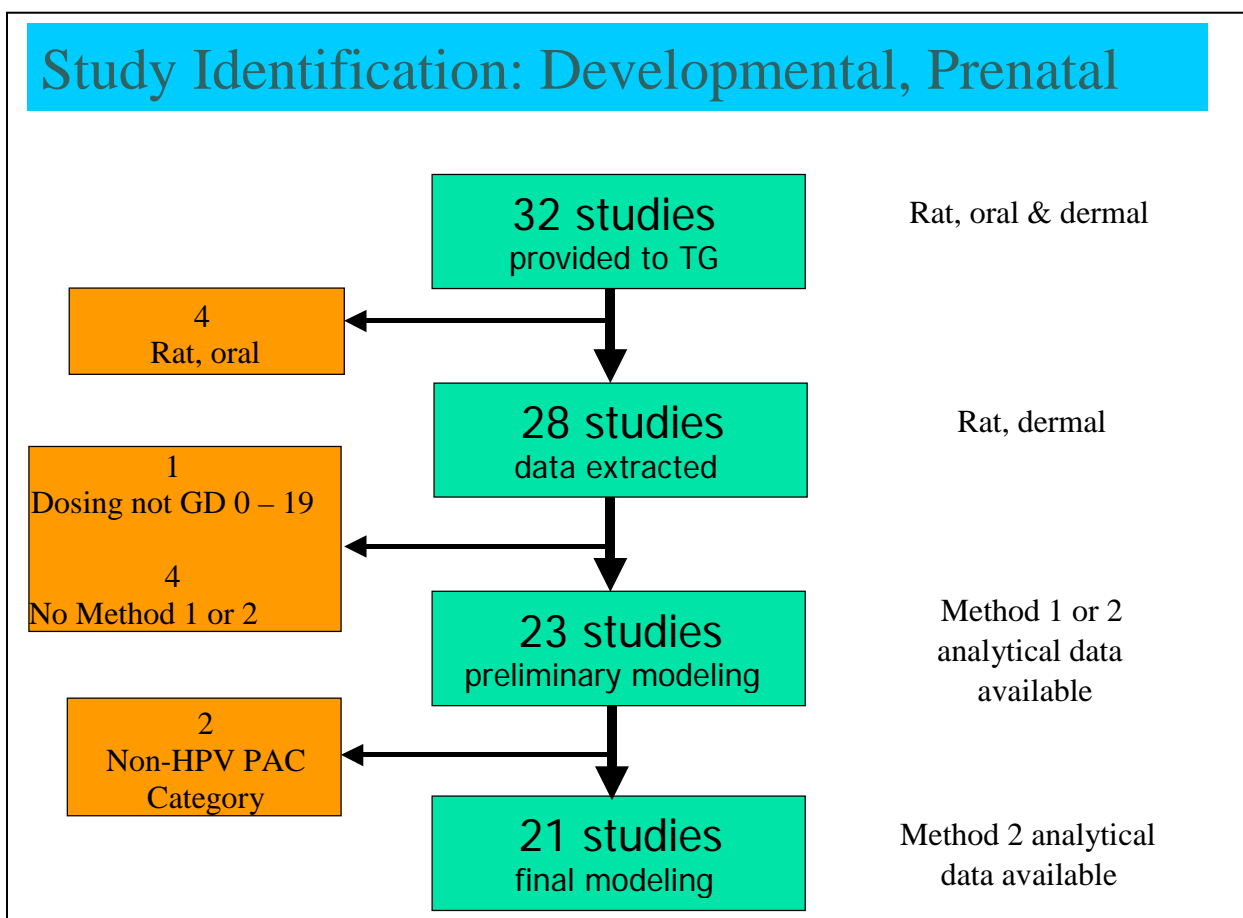 Study Identification: Developmental, Prenatal
32 studies
provided to TG
Rat, oral & dermal
4
Rat, oral
28 studies
data extracted
Rat, dermal
1
Dosing not GD 0 – 19
4
No Method 1 or 2
23 studies
preliminary modeling
Method 1 or 2
analytical data
available
2
Non-HPV PAC
Category
21 studies
final modeling
Method 2 analytical
data available